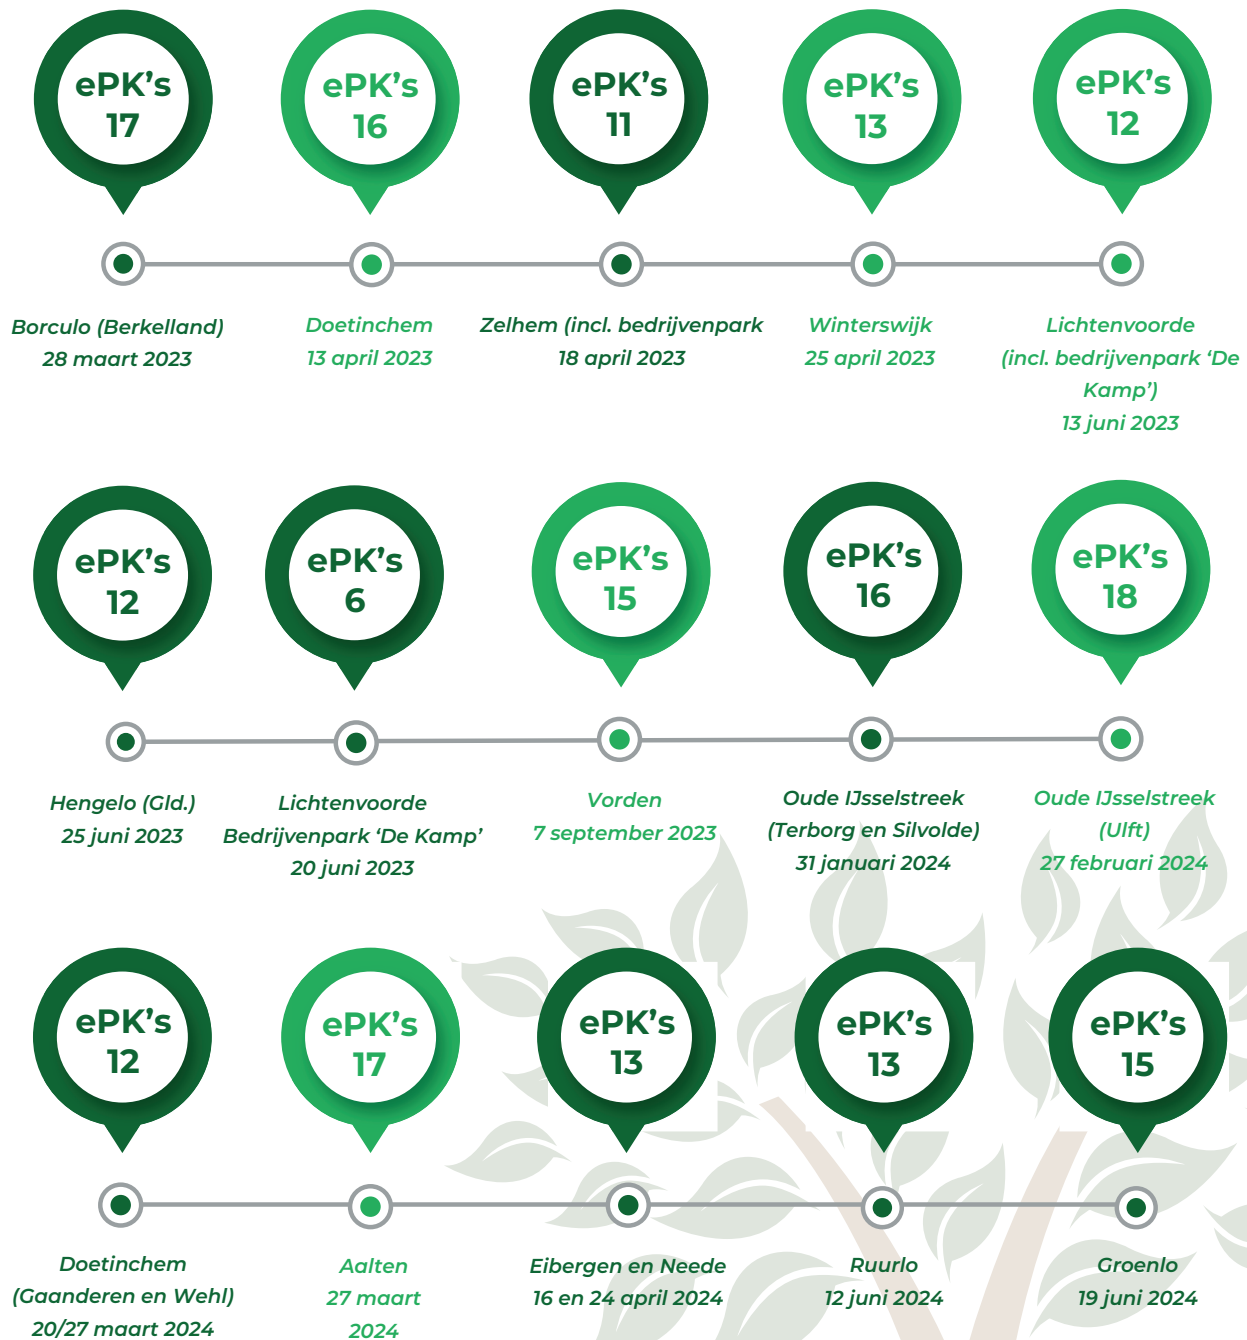 ePK's
17
ePK's
16
ePK's
11
ePK's
13
ePK's
12
Borculo (Berkelland)
28 maart 2023
Doetinchem
13 april 2023
Zelhem (incl. bedrijvenpark
18 april 2023
Winterswijk
25 april 2023
Lichtenvoorde
(incl. bedrijvenpark ‘De
Kamp’)
13 juni 2023
ePK's
12
ePK's
6
ePK's
15
ePK's
16
ePK's
18
Hengelo (Gld.)
25 juni 2023
Lichtenvoorde
Bedrijvenpark ‘De Kamp’
20 juni 2023
Vorden
7 september 2023
Oude IJsselstreek
(Terborg en Silvolde)
31 januari 2024
Oude IJsselstreek
(Ulft)
27 februari 2024
ePK's
12
ePK's
17
ePK's
13
ePK's
13
ePK's
15
Doetinchem
(Gaanderen en Wehl)
20/27 maart 2024
Aalten
27 maart
2024
Eibergen en Neede
16 en 24 april 2024
Ruurlo
12 juni 2024
Groenlo
19 juni 2024